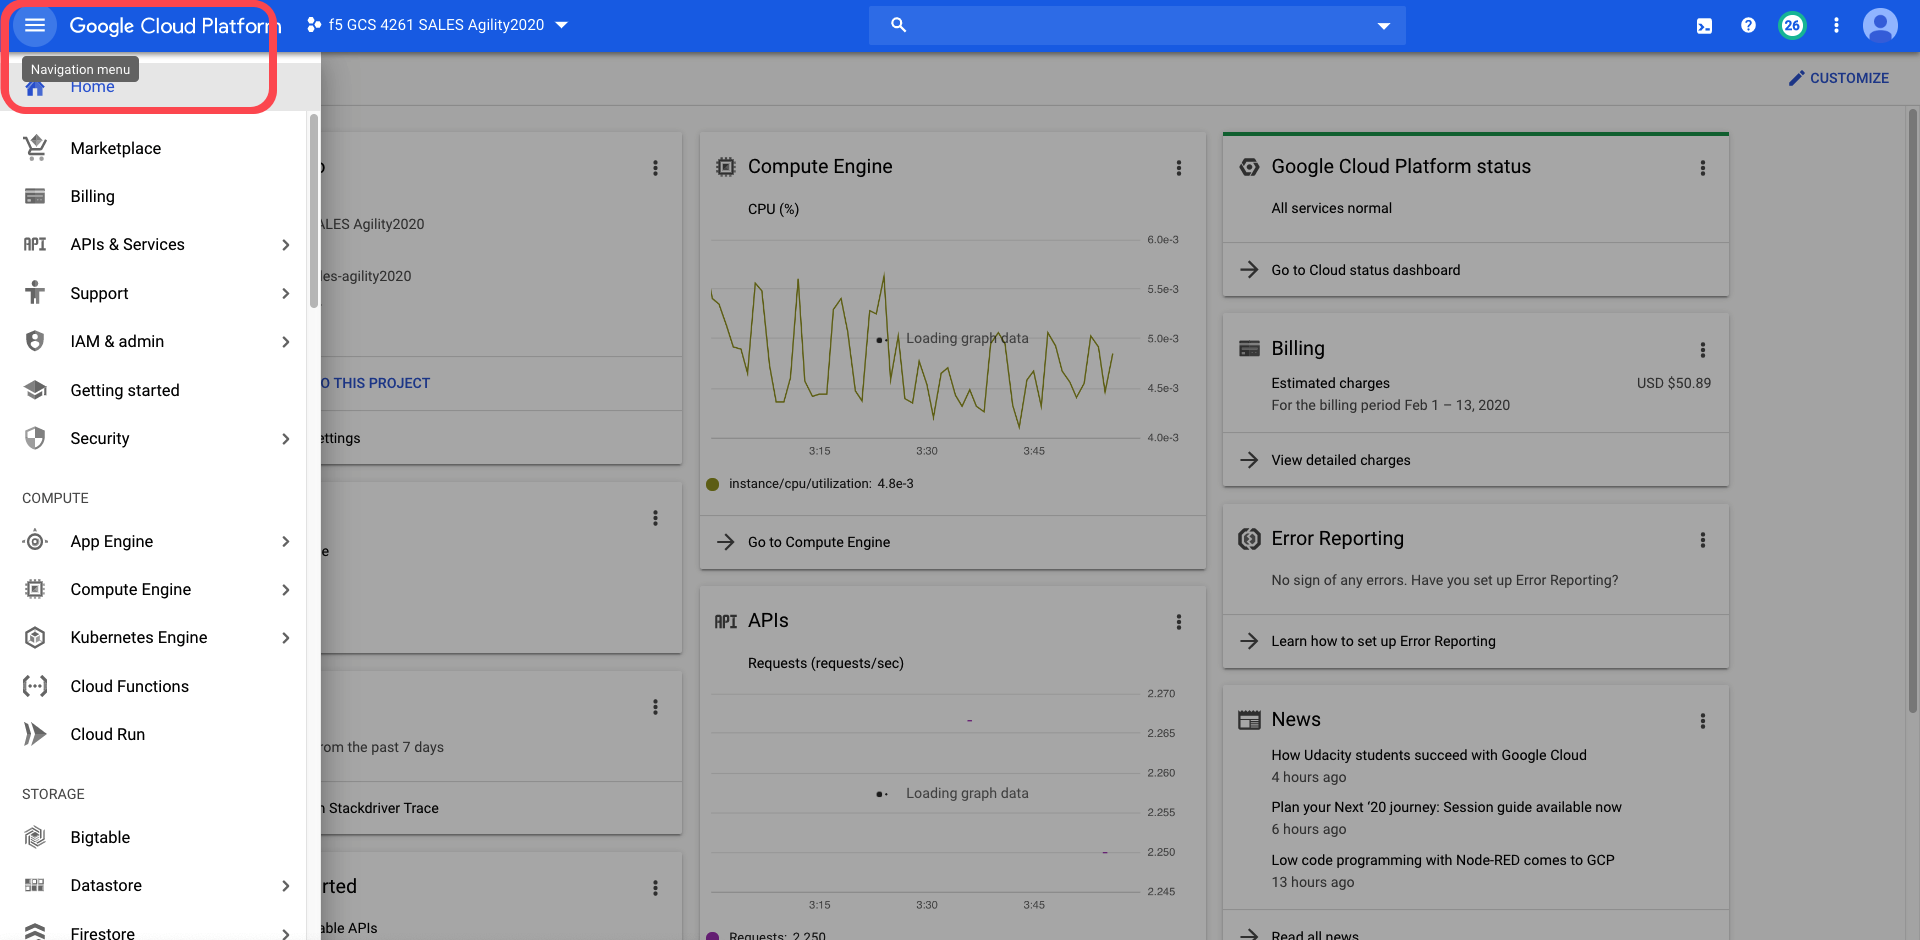 Google Cloud Platform
f5 GCS 4261 SALES Agility2020
26
Navigation menu
Home
CUSTOMIZE
Marketplace
Billing
API APIs & Services
Support
IAM & admin
Getting started
Security
COMPUTE
App Engine
Compute Engine
Kubernetes Engine
Cloud Functions
Cloud Run
STORAGE
Bigtable
Datastore
Firestore
SALES Agility2020
les-agility2020
O THIS PROJECT
ettings
e
rom the past 7 days
n Stackdriver Trace
rted
able APIs
Compute Engine
CPU (%)
6.0e-3
5.5e-3
Loading graph data
5.0e-3
4.5e-3
4.0e-3
3:15
3:30
3:45
instance/cpu/utilization: 4.8e-3
Go to Compute Engine
API APIs
Requests (requests/sec)
2.270
2.265
2.260
Loading graph data
2.255
2.250
2.245
3:15
3:30
3:45
Requests: 2.250
Google Cloud Platform status
All services normal
Go to Cloud status dashboard
Billing
Estimated charges
USD $50.89
For the billing period Feb 1 – 13, 2020
View detailed charges
Error Reporting
No sign of any errors. Have you set up Error Reporting?
Learn how to set up Error Reporting
News
How Udacity students succeed with Google Cloud
4 hours ago
Plan your Next ‘20 journey: Session guide available now
6 hours ago
Low code programming with Node-RED comes to GCP
13 hours ago
Read all news